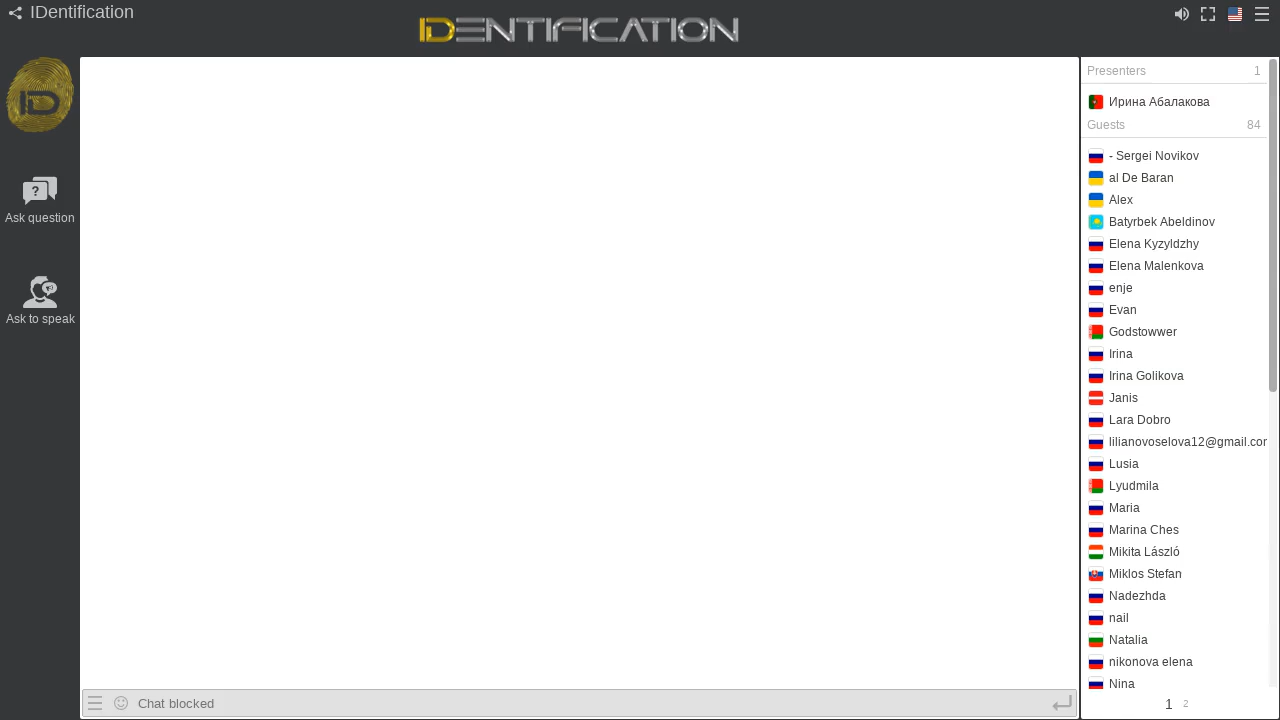 IDentification
IDENTIFICATION
ID
Ask question
Ask to speak
Chat blocked
Presenters 1
Ирина Абалакова
Guests 84
- Sergei Novikov
al De Baran
Alex
Batyrbek Abeldinov
Elena Kyzyldzhy
Elena Malenkova
enje
Evan
Godstowwer
Irina
Irina Golikova
Janis
Lara Dobro
lilianovoselova12@gmail.cor
Lusia
Lyudmila
Maria
Marina Ches
Mikita László
Miklos Stefan
Nadezhda
nail
Natalia
nikonova elena
Nina
1 2